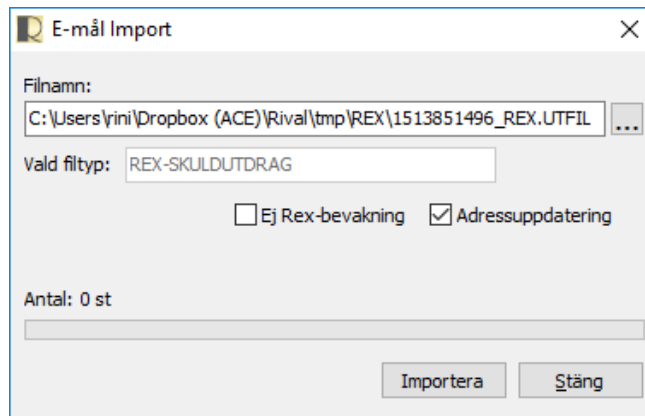 E-mål Import
Filnamn:
C:\Users\rini\Dropbox (ACE)\Rival\tmp\REX\1513851496_REX.UTFIL ...
Vald filtyp: REX-SKULDUTDRAG
Ej Rex-bevakning Adressuppdatering
Antal: 0 st
Importera Stäng